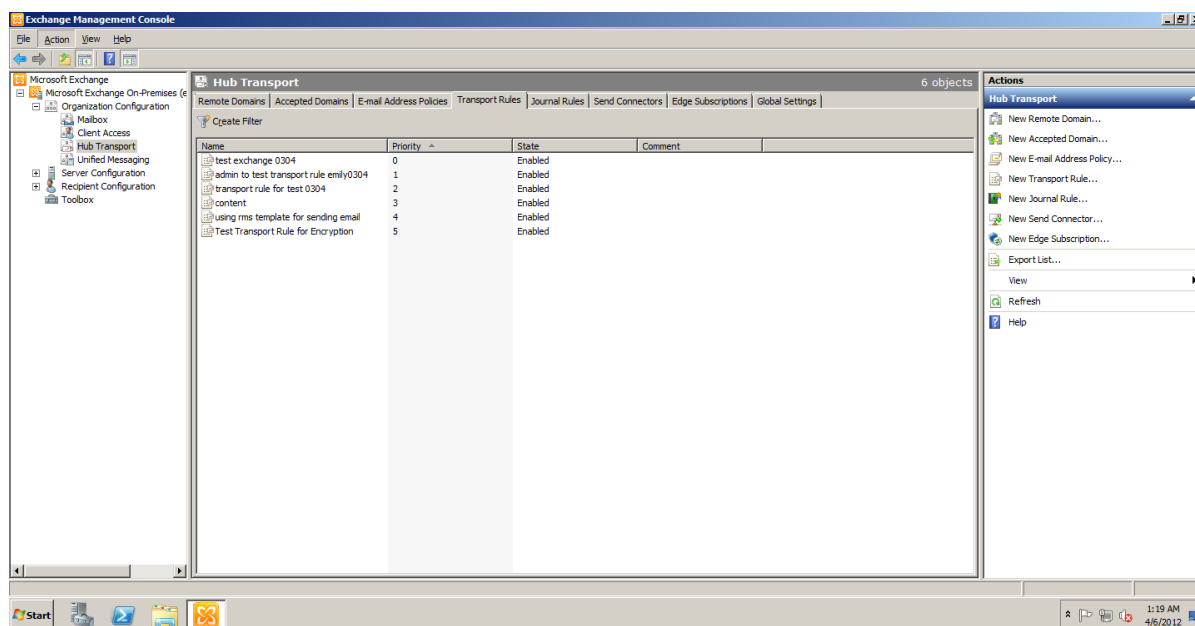 Exchange Management Console
File Action View Help
Microsoft Exchange
Microsoft Exchange On-Premises (e
Organization Configuration
Mailbox
Client Access
Hub Transport
Unified Messaging
Server Configuration
Recipient Configuration
Toolbox
Hub Transport 6 objects
Remote Domains Accepted Domains E-mail Address Policies Transport Rules Journal Rules Send Connectors Edge Subscriptions Global Settings
Create Filter
Name Priority State Comment
test exchange 0304 0 Enabled
admin to test transport rule emily0304 1 Enabled
transport rule for test 0304 2 Enabled
content 3 Enabled
using rms template for sending email 4 Enabled
Test Transport Rule for Encryption 5 Enabled
Actions
Hub Transport
New Remote Domain...
New Accepted Domain...
New E-mail Address Policy...
New Transport Rule...
New Journal Rule...
New Send Connector...
New Edge Subscription...
Export List...
View
Refresh
Help
Start
1:19 AM
4/6/2012